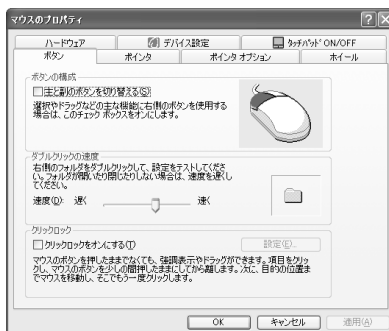 マウスのプロパティ
ハードウェア
デバイス設定
タッチパッド ON/OFF
ボタン
ポインタ
ポインタ オプション
ホイール
ボタンの構成
主と副のボタンを切り替える(S)
選択やドラッグなどの主な機能に右側のボタンを使用する
場合は、このチェック ボックスをオンにします。
ダブルクリックの速度
右側のフォルダをダブルクリックして、設定をテストしてくださ
い。フォルダが開いたり閉じたりしない場合は、速度を遅くし
てください。
速度(D): 遅く 速く
クリックロック
クリックロックをオンにする(T)
設定(E)...
マウスのボタンを押したままでなくても、強調表示やドラッグができます。項目をクリッ
クし、マウスのボタンを少しの間押したままにしてから離します。次に、目的の位置ま
でマウスを移動し、そこでもう一度クリックします。
OK
キャンセル
適用(A)